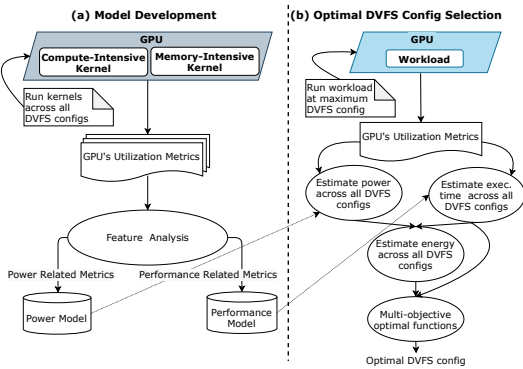 (a) Model Development
GPU
Compute-Intensive
Kernel
Memory-Intensive
Kernel
Run kernels
across all
DVFS configs
GPU's Utilization Metrics
Feature Analysis
Power Related Metrics
Performance Related Metrics
Power Model
Performance
Model
(b) Optimal DVFS Config Selection
GPU
Workload
Run workload
at maximum
DVFS config
GPU's Utilization Metrics
Estimate power
across all DVFS
configs
Estimate exec.
time across all
DVFS configs
Estimate energy
across all DVFS
configs
Multi-objective
optimal functions
Optimal DVFS config